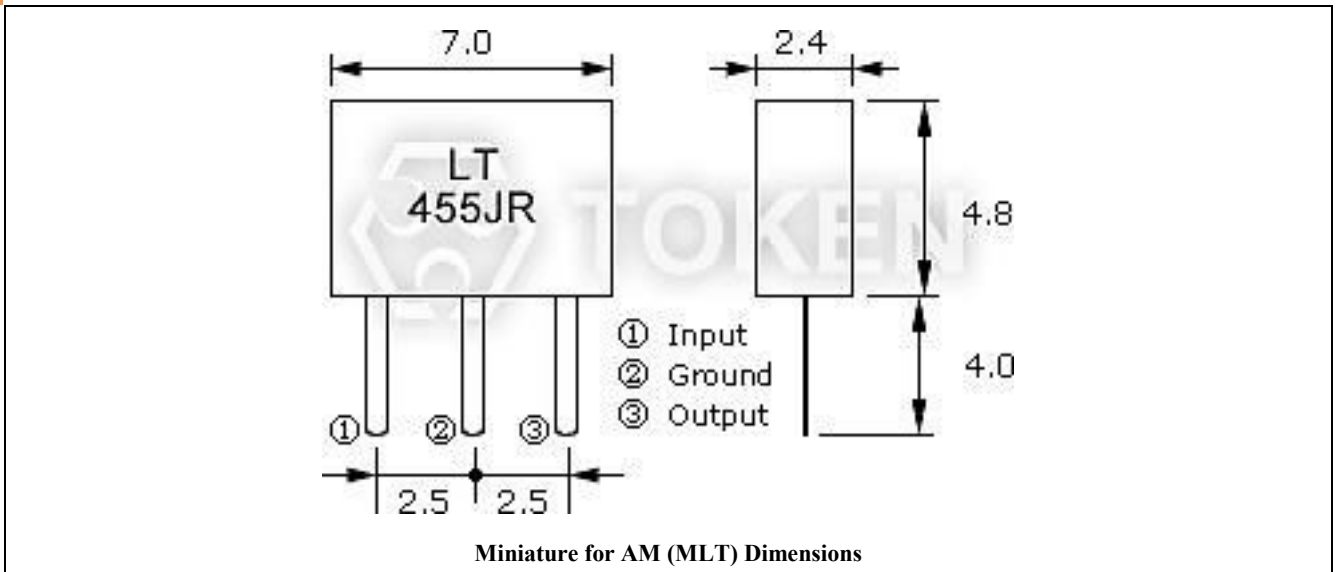 7.0
2.4
LT
455JR
TOKEN
4.8
① Input
② Ground
③ Output
4.0
① ② ③
2.5 2.5
Miniature for AM (MLT) Dimensions